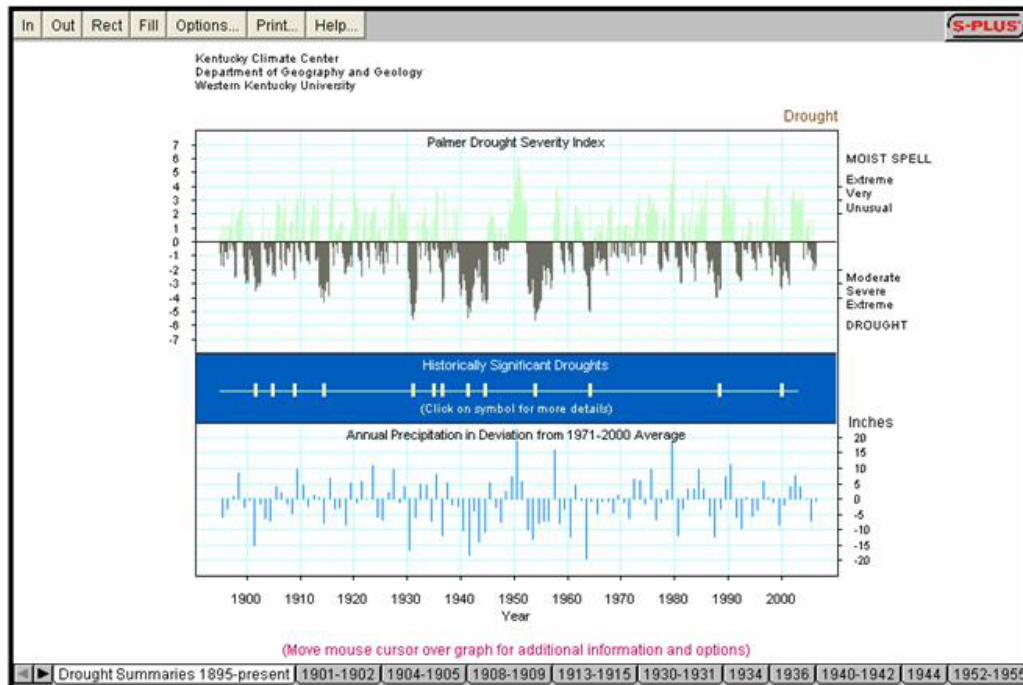 In Out Rect Fill Options... Print... Help...
S-PLUS
Kentucky Climate Center
Department of Geography and Geology
Western Kentucky University
Drought
Palmer Drought Severity Index
7
6
5
4
3
2
1
0
-1
-2
-3
-4
-5
-6
-7
MOIST SPELL
Extreme
Very
Unusual
Moderate
Severe
Extreme
DROUGHT
Historically Significant Droughts
(Click on symbol for more details)
Inches
Annual Precipitation in Deviation from 1971-2000 Average
20
15
10
5
0
-5
-10
-15
-20
1900 1910 1920 1930 1940 1950 1960 1970 1980 1990 2000
Year
(Move mouse cursor over graph for additional information and options)
Drought Summaries 1895-present 1901-1902 1904-1905 1908-1909 1913-1915 1930-1931 1934 1936 1940-1942 1944 1952-1955